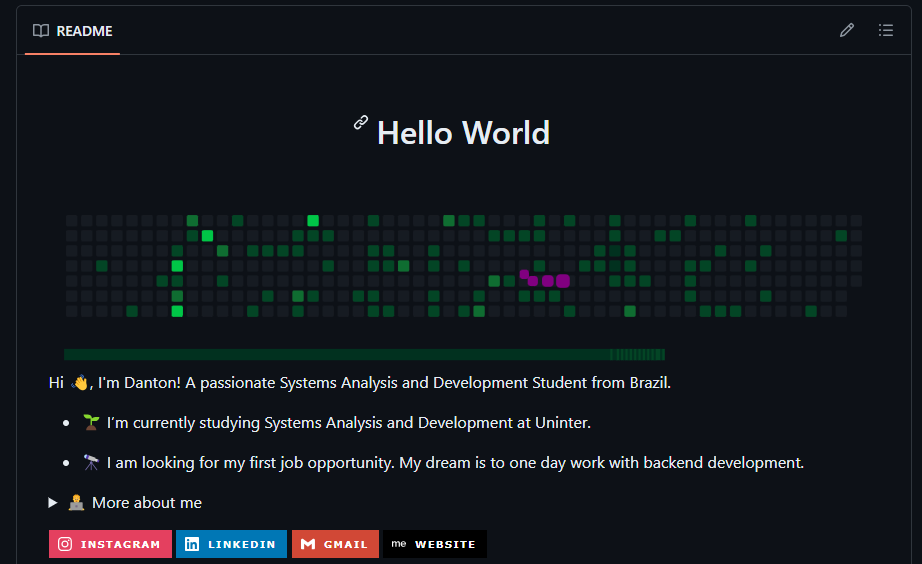 README
Hello World
Hi 👋, I'm Danton! A passionate Systems Analysis and Development Student from Brazil.
🌱 I’m currently studying Systems Analysis and Development at Uninter.
🔭 I am looking for my first job opportunity. My dream is to one day work with backend development.
👨‍💻 More about me
INSTAGRAM LINKEDIN GMAIL me WEBSITE